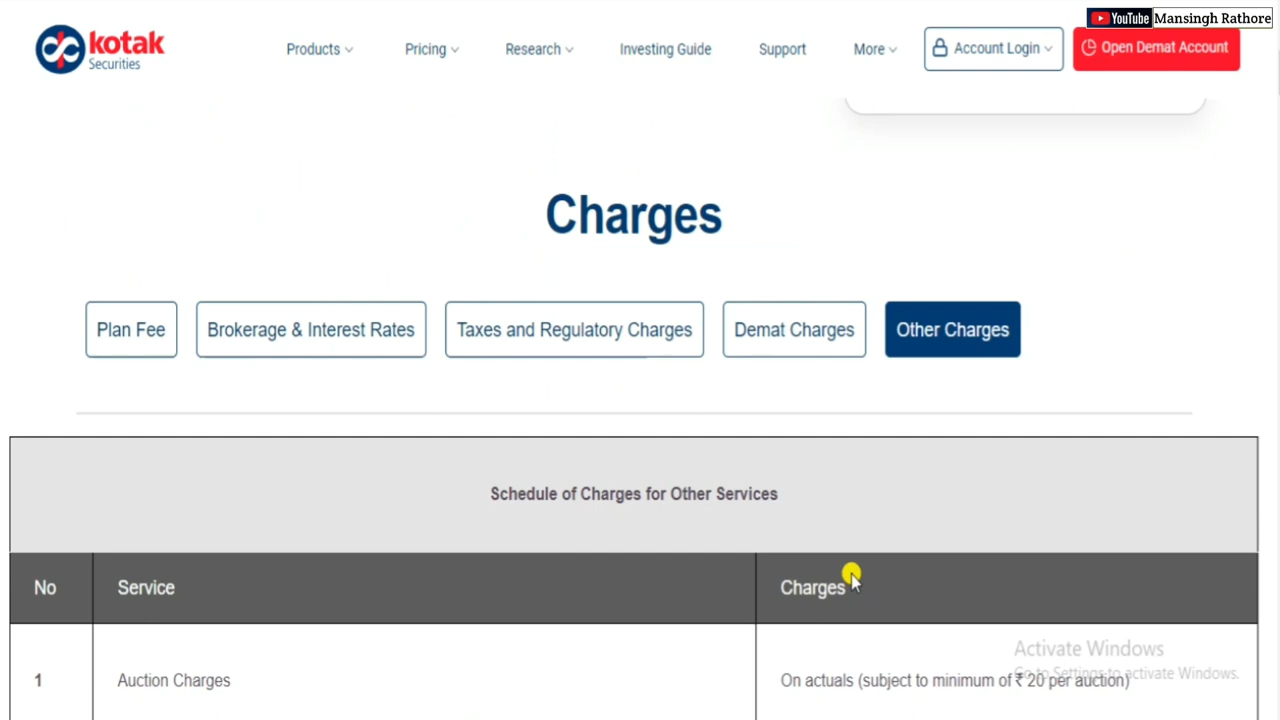 YouTube Mansingh Rathore
kotak Securities Products Pricing Research Investing Guide Support More Account Login Open Demat Account
Charges
Plan Fee Brokerage & Interest Rates Taxes and Regulatory Charges Demat Charges Other Charges
Schedule of Charges for Other Services
No Service Charges
Activate Windows
Go to Settings to activate Windows.
1 Auction Charges On actuals (subject to minimum of ₹ 20 per auction)